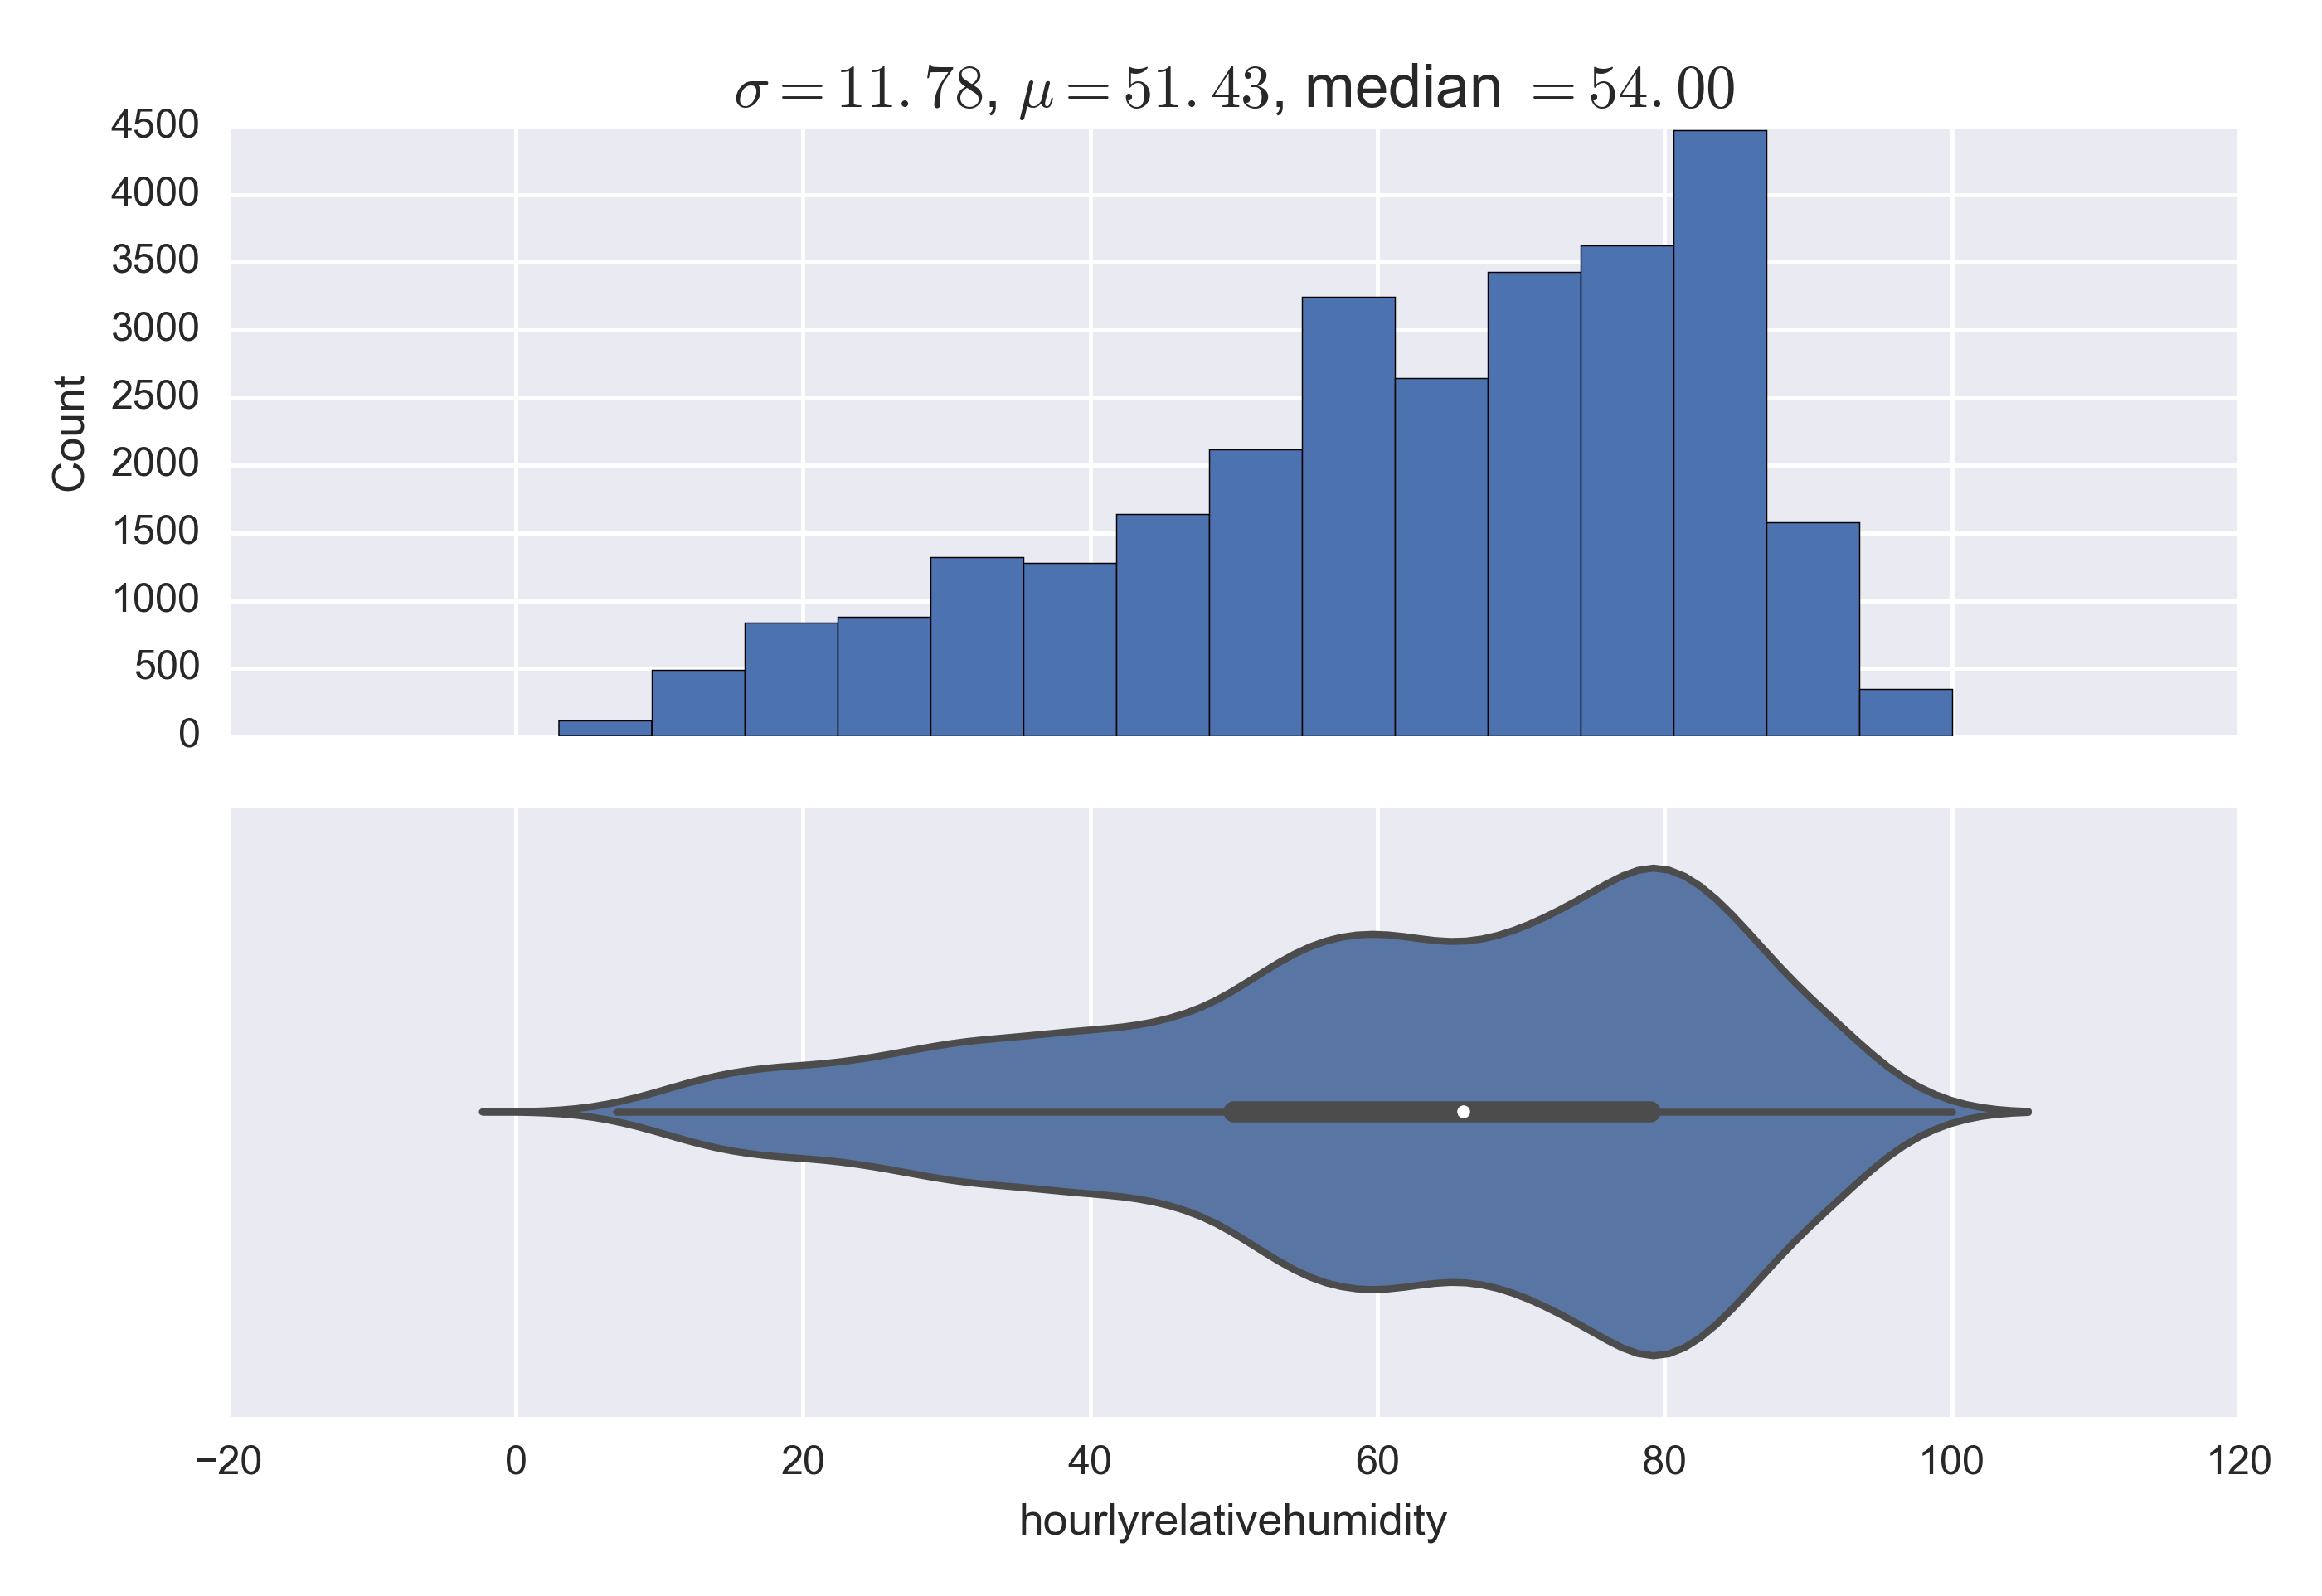 σ = 11.78, μ = 51.43, median = 54.00
4500
4000
3500
3000
2500
2000
1500
1000
500
0
Count
−20 0 20 40 60 80 100 120
hourlyrelativehumidity